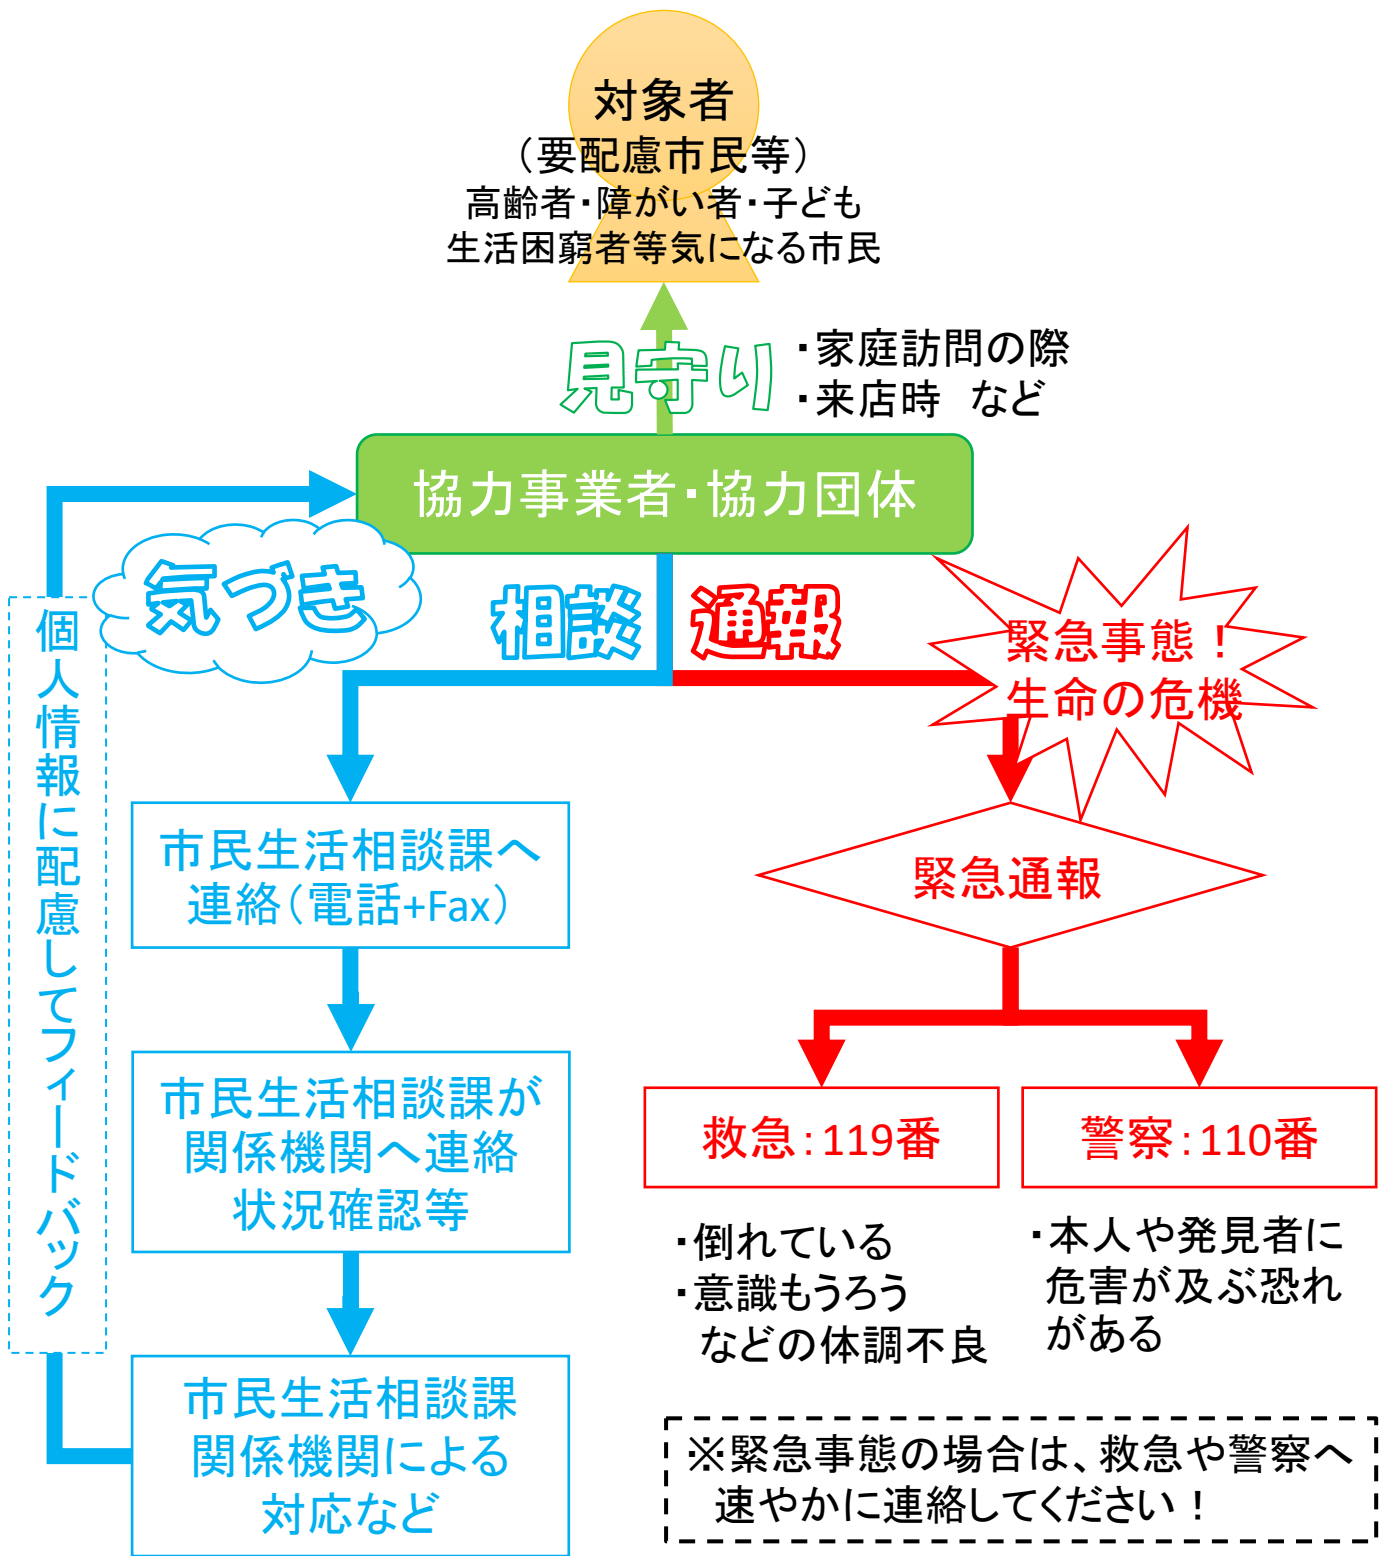 対象者
（要配慮市民等）
高齢者・障がい者・子ども
生活困窮者等気になる市民
見守り
・家庭訪問の際
・来店時　など
協力事業者・協力団体
気づき
相談
通報
緊急事態！
生命の危機
個人情報に配慮してフィードバック
市民生活相談課へ
連絡（電話+Fax）
緊急通報
市民生活相談課が
関係機関へ連絡
状況確認等
救急：119番
警察：110番
・倒れている
・意識もうろう
などの体調不良
・本人や発見者に
危害が及ぶ恐れ
がある
市民生活相談課
関係機関による
対応など
※緊急事態の場合は、救急や警察へ
速やかに連絡してください！